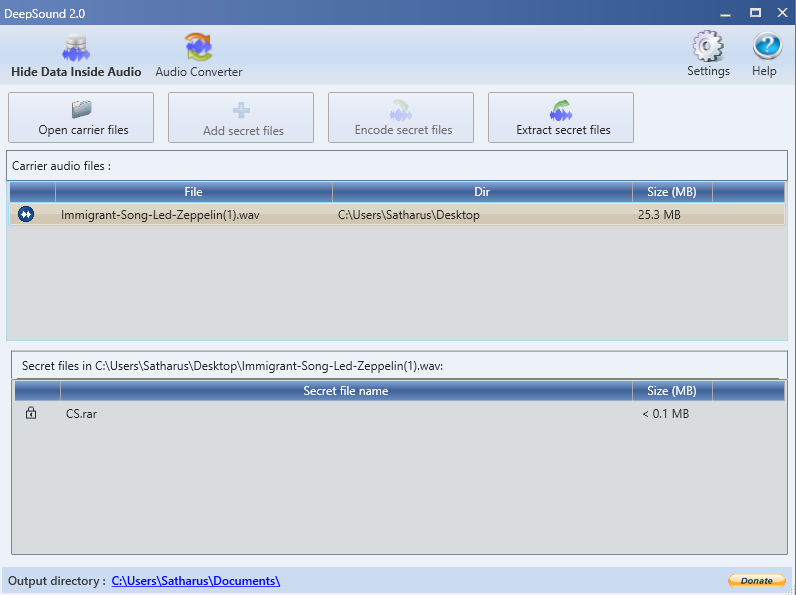 DeepSound 2.0
Hide Data Inside Audio Audio Converter Settings Help
Open carrier files Add secret files Encode secret files Extract secret files
Carrier audio files :
File Dir Size (MB)
Immigrant-Song-Led-Zeppelin(1).wav C:\Users\Satharus\Desktop 25.3 MB
Secret files in C:\Users\Satharus\Desktop\Immigrant-Song-Led-Zeppelin(1).wav:
Secret file name Size (MB)
CS.rar < 0.1 MB
Output directory : C:\Users\Satharus\Documents\ Donate